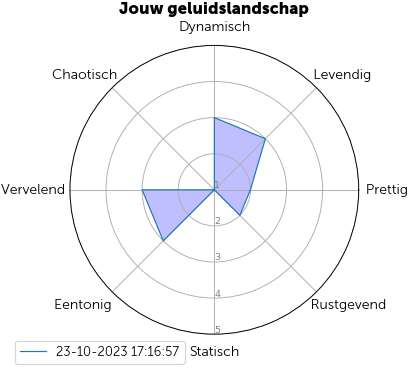 Jouw geluidslandschap
Dynamisch
Chaotisch
Levendig
Vervelend
Prettig
1
2
3
4
5
Eentonig
Rustgevend
23-10-2023 17:16:57
Statisch